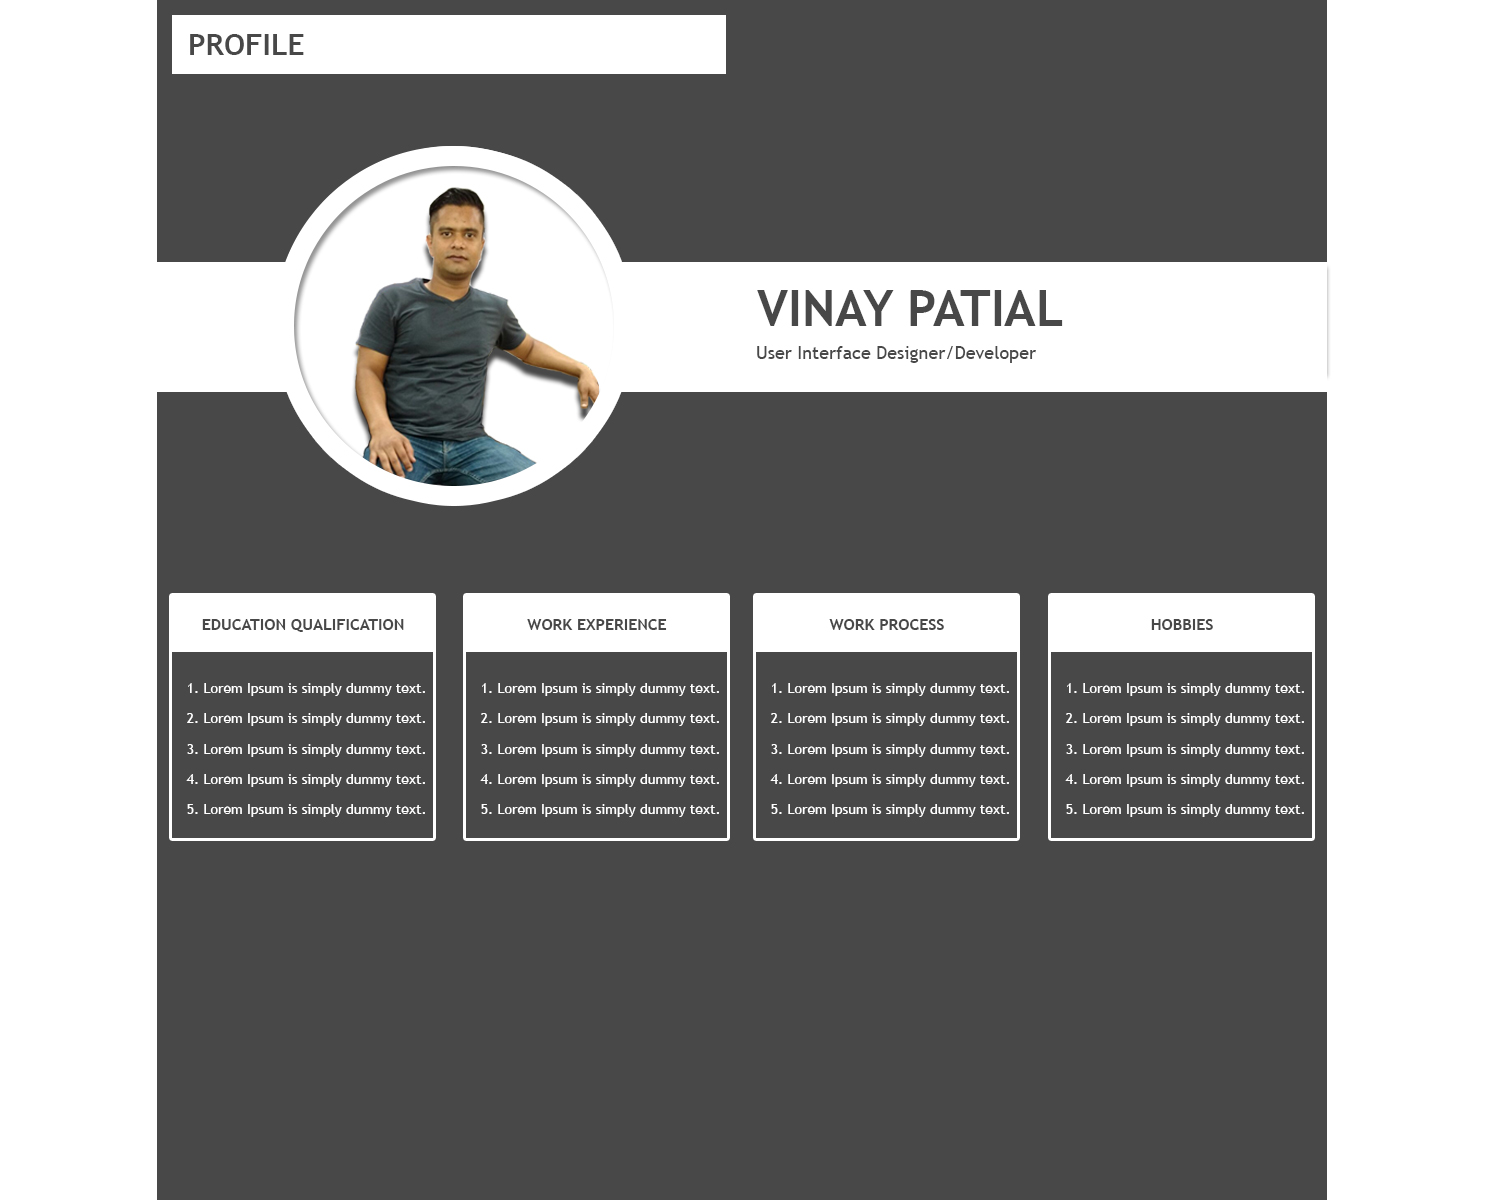 PROFILE
VINAY PATIAL
User Interface Designer/Developer
EDUCATION QUALIFICATION
1. Lorem Ipsum is simply dummy text.
2. Lorem Ipsum is simply dummy text.
3. Lorem Ipsum is simply dummy text.
4. Lorem Ipsum is simply dummy text.
5. Lorem Ipsum is simply dummy text.
WORK EXPERIENCE
1. Lorem Ipsum is simply dummy text.
2. Lorem Ipsum is simply dummy text.
3. Lorem Ipsum is simply dummy text.
4. Lorem Ipsum is simply dummy text.
5. Lorem Ipsum is simply dummy text.
WORK PROCESS
1. Lorem Ipsum is simply dummy text.
2. Lorem Ipsum is simply dummy text.
3. Lorem Ipsum is simply dummy text.
4. Lorem Ipsum is simply dummy text.
5. Lorem Ipsum is simply dummy text.
HOBBIES
1. Lorem Ipsum is simply dummy text.
2. Lorem Ipsum is simply dummy text.
3. Lorem Ipsum is simply dummy text.
4. Lorem Ipsum is simply dummy text.
5. Lorem Ipsum is simply dummy text.